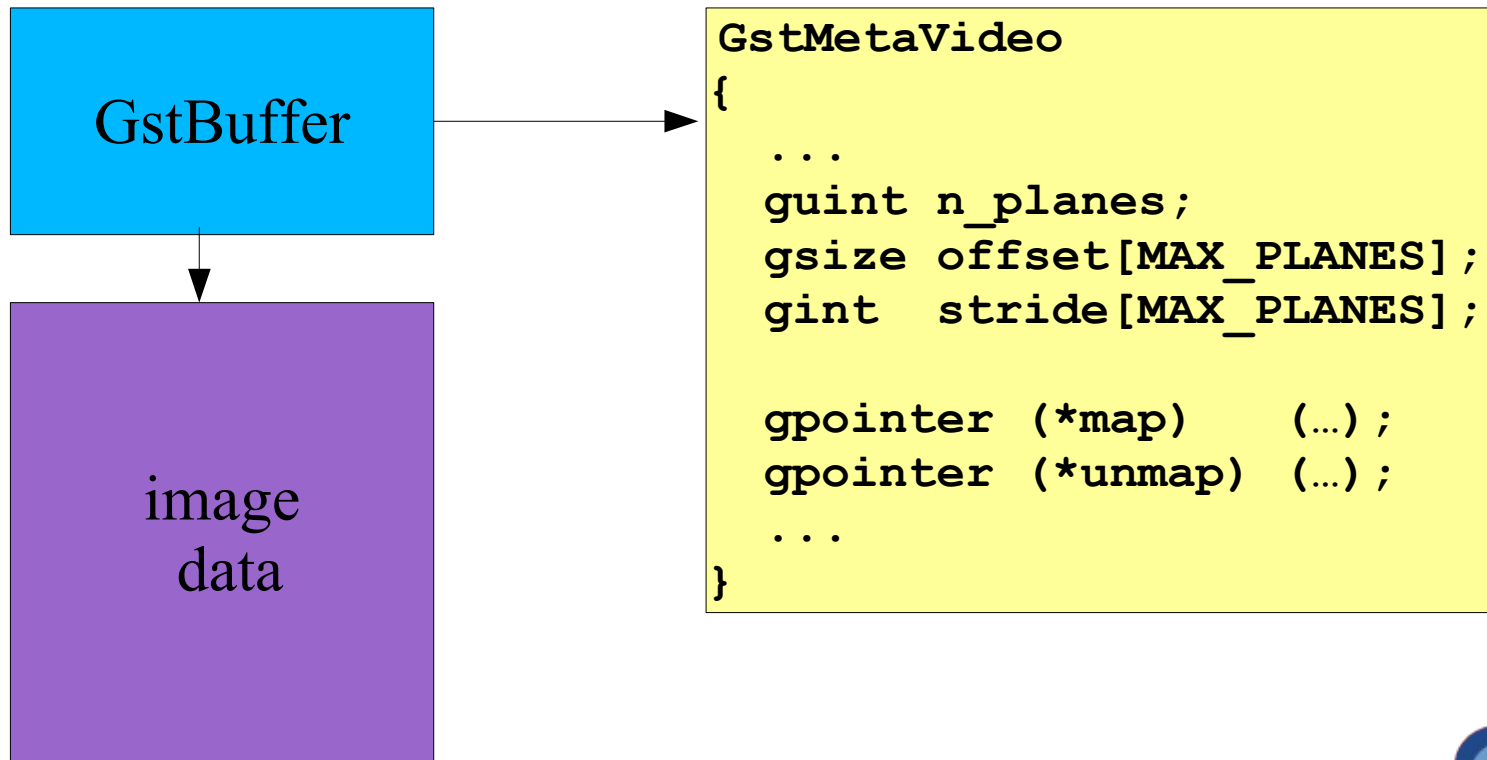 GstBuffer
image
data
GstMetaVideo
{
...
guint n_planes;
gsize offset[MAX_PLANES];
gint stride[MAX_PLANES];
gpointer (*map) (…);
gpointer (*unmap) (…);
...
}